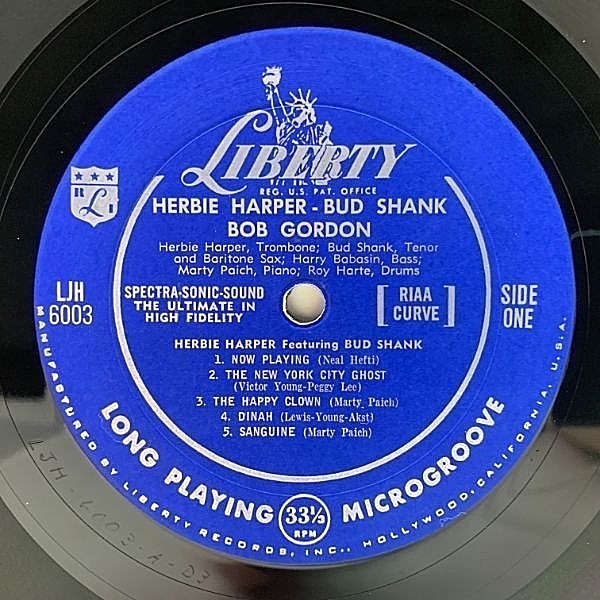 LIBERTY
REG. U.S. PAT. OFFICE
RLI
HERBIE HARPER - BUD SHANK
BOB GORDON
Herbie Harper, Trombone; Bud Shank, Tenor
and Baritone Sax; Harry Babasin, Bass;
Marty Paich, Piano; Roy Harte, Drums
LJH
6003
SPECTRA-SONIC-SOUND
THE ULTIMATE IN
HIGH FIDELITY
[RIAA
CURVE]
SIDE
ONE
HERBIE HARPER Featuring BUD SHANK
1. NOW PLAYING (Neal Hefti)
2. THE NEW YORK CITY GHOST
(Victor Young-Peggy Lee)
3. THE HAPPY CLOWN (Marty Paich)
4. DINAH (Lewis-Young-Akst)
5. SANGUINE (Marty Paich)
LONG PLAYING 33⅓ RPM MICROGROOVE
MANUFACTURED BY LIBERTY RECORDS, INC., HOLLYWOOD, CALIFORNIA, U.S.A.
LJH-6003-A-D3